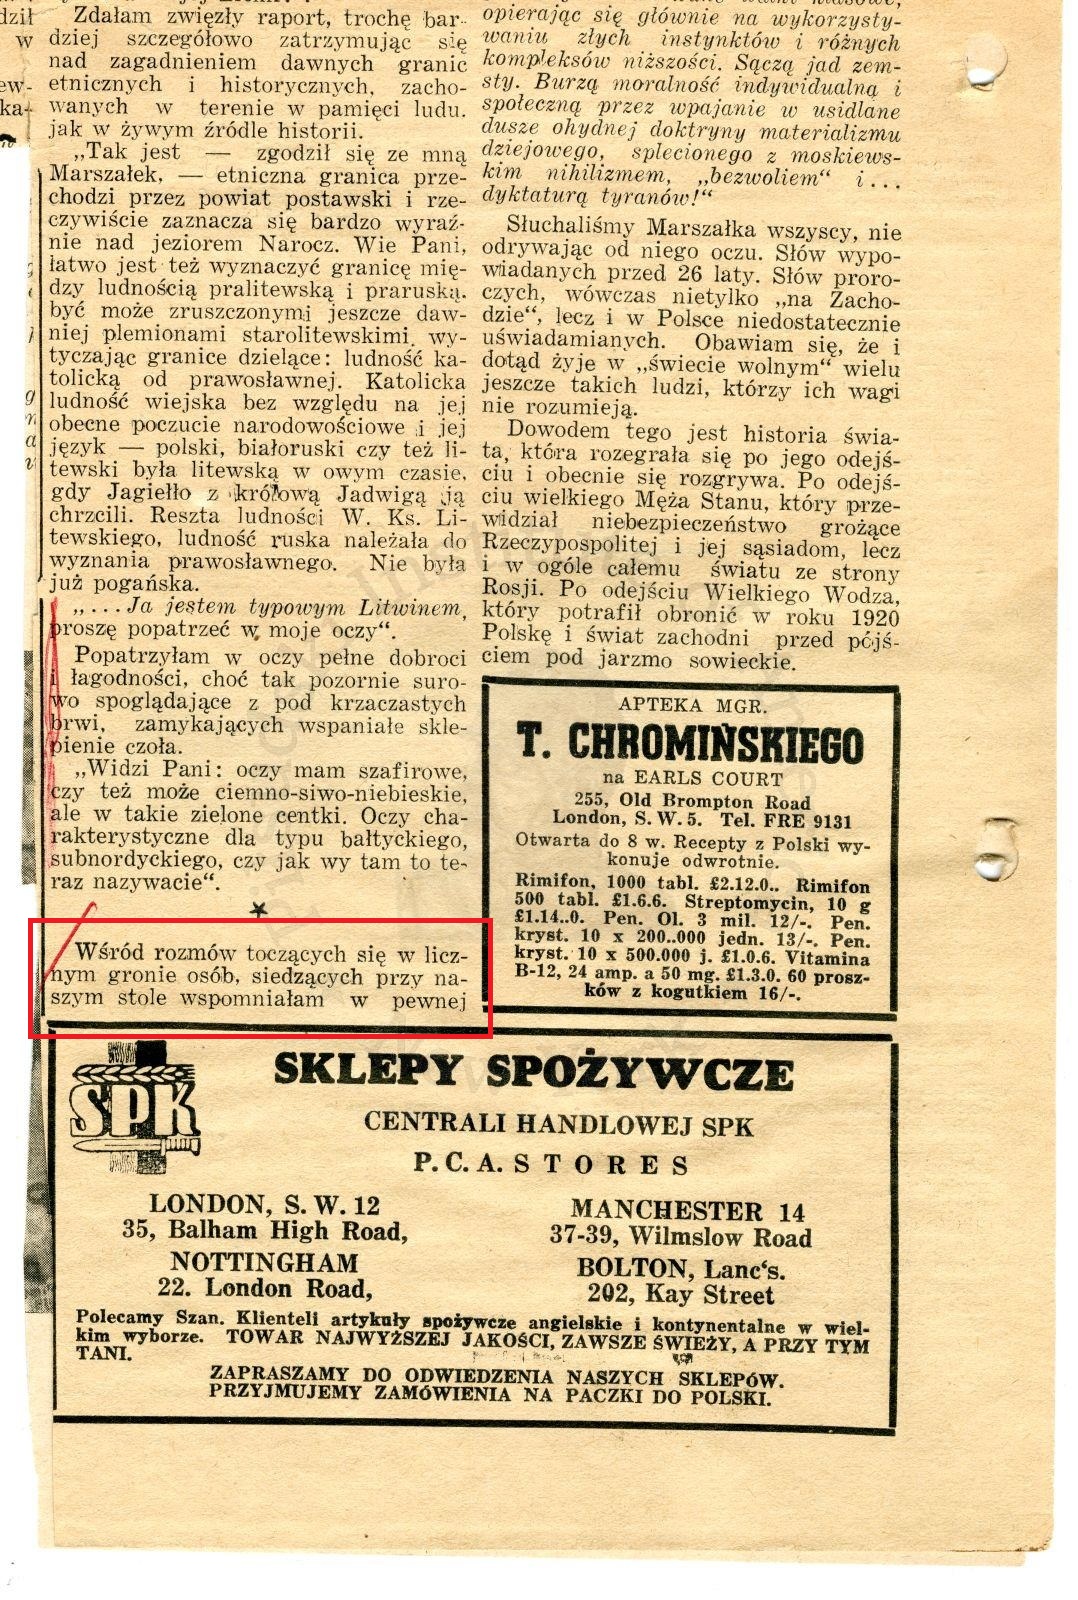 Zdałam zwięzły raport, trochę bar-
dziej szczegółowo zatrzymując się
nad zagadnieniem dawnych granic
etnicznych i historycznych, zacho-
wanych w terenie w pamięci ludu.
jak w żywym źródle historii.
„Tak jest — zgodził się ze mną
Marszałek, — etniczna granica prze-
chodzi przez powiat postawski i rze-
czywiście zaznacza się bardzo wyraź-
nie nad jeziorem Narocz. Wie Pani,
łatwo jest też wyznaczyć granicę mię-
dzy ludnością pralitewską i praruską.
być może zruszczonymi jeszcze daw-
niej plemionami starolitewskimi. wy-
tyczając granice dzielące: ludność ka-
tolicką od prawosławnej. Katolicka
ludność wiejska bez względu na jej
obecne poczucie narodowościowe i jej
język — polski, białoruski czy też li-
tewski była litewską w owym czasie,
gdy Jagiełło z królową Jadwigą ją
chrzcili. Reszta ludności W. Ks. Li-
tewskiego, ludność ruska należała do
wyznania prawosławnego. Nie była
już pogańska.
„...Ja jestem typowym Litwinem,
proszę popatrzeć w moje oczy“.
Popatrzyłam w oczy pełne dobroci
i łagodności, choć tak pozornie suro-
wo spoglądające z pod krzaczastych
brwi, zamykających wspaniałe skle-
pienie czoła.
„Widzi Pani: oczy mam szafirowe,
czy też może ciemno-siwo-niebieskie,
ale w takie zielone centki. Oczy cha-
rakterystyczne dla typu bałtyckiego,
subnordyckiego, czy jak wy tam to te-
raz nazywacie“.
Wśród rozmów toczących się w licz-
nym gronie osób, siedzących przy na-
szym stole wspomniałam w pewnej
opierając się głównie na wykorzysty-
waniu złych instynktów i różnych
kompleksów niższości. Sączą jad zem-
sty. Burzą moralność indywidualną i
społeczną przez wpajanie w usidlane
dusze ohydnej doktryny materializmu
dziejowego, splecionego z moskiews-
kim nihilizmem, „bezwoliem“ i...
dyktaturą tyranów!“
Słuchaliśmy Marszałka wszyscy, nie
odrywając od niego oczu. Słów wypo-
wiadanych przed 26 laty. Słów proro-
czych, wówczas nietylko „na Zacho-
dzie“, lecz i w Polsce niedostatecznie
uświadamianych. Obawiam się, że i
dotąd żyje w „świecie wolnym“ wielu
jeszcze takich ludzi, którzy ich wagi
nie rozumieją.
Dowodem tego jest historia świa-
ta, która rozegrała się po jego odejś-
ciu i obecnie się rozgrywa. Po odejś-
ciu wielkiego Męża Stanu, który prze-
widział niebezpieczeństwo grożące
Rzeczypospolitej i jej sąsiadom, lecz
i w ogóle całemu światu ze strony
Rosji. Po odejściu Wielkiego Wodza,
który potrafił obronić w roku 1920
Polskę i świat zachodni przed pójś-
ciem pod jarzmo sowieckie.
APTEKA MGR.
T. CHROMIŃSKIEGO
na EARLS COURT
255, Old Brompton Road
London, S.W.5. Tel. FRE 9131
Otwarta do 8 w. Recepty z Polski wy-
konuje odwrotnie.
Rimifon, 1000 tabl. £2.12.0.. Rimifon
500 tabl. £1.6.6. Streptomycin, 10 g
£1.14..0. Pen. Ol. 3 mil. 12/-. Pen.
kryst. 10 x 200..000 jedn. 13/-. Pen.
kryst. 10 x 500.000 j. £1.0.6. Vitamina
B-12, 24 amp. a 50 mg. £1.3.0. 60 prosz-
ków z kogutkiem 16/-.
SPK
SKLEPY SPOŻYWCZE
CENTRALI HANDLOWEJ SPK
P.C.A. STORES
LONDON, S. W. 12
35, Balham High Road,
NOTTINGHAM
22. London Road,
MANCHESTER 14
37-39, Wilmslow Road
BOLTON, Lanc‘s.
202, Kay Street
Polecamy Szan. Klienteli artykuły spożywcze angielskie i kontynentalne w wiel-
kim wyborze. TOWAR NAJWYŻSZEJ JAKOŚCI, ZAWSZE ŚWIEŻY, A PRZY TYM
TANI.
ZAPRASZAMY DO ODWIEDZENIA NASZYCH SKLEPÓW.
PRZYJMUJEMY ZAMÓWIENIA NA PACZKI DO POLSKI.